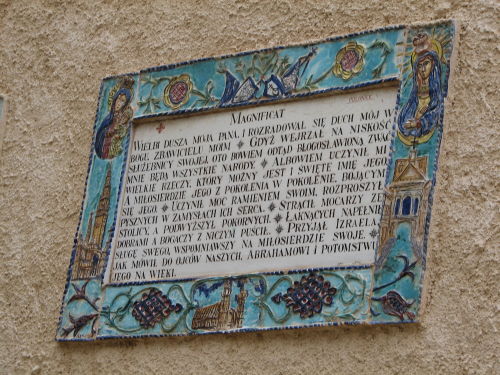 POLONICE
MAGNIFICAT
WIELBI DUSZA MOJA PANA, I ROZRADOWAŁ SIĘ DUCH MÓJ W
BOGU, ZBAWICIELU MOIM ✦ GDYŻ WEJRZAŁ NA NISKOŚĆ
SŁUŻEBNICY SWOJEJ, OTO BOWIEM ODTĄD BŁOGOSŁAWIONĄ ZWAĆ
MNIE BĘDĄ WSZYSTKIE NARODY. ✦ ALBOWIEM UCZYNIŁ MI
WIELKIE RZECZY, KTÓRY MOŻNY JEST I ŚWIĘTE IMIĘ JEGO.
A MIŁOSIERDZIE JEGO Z POKOLENIA W POKOLENIE, BOJĄCYM
SIĘ JEGO ✦ UCZYNIŁ MOC RAMIENIEM SWOIM, ROZPROSZYŁ
PYSZNYCH W ZAMYSŁACH ICH SERCA. ✦ STRĄCIŁ MOCARZY ZE
STOLICY, A PODWYŻSZYŁ POKORNYCH. ✦ ŁAKNĄCYCH NAPEŁNIŁ
DOBRAMI A BOGACZY Z NICZYM PUŚCIŁ. ✦ PRZYJĄŁ IZRAELA,
SŁUGĘ SWEGO, WSPOMNIAWSZY NA MIŁOSIERDZIE SWOJE. ✦
JAK MÓWIŁ DO OJCÓW NASZYCH, ABRAHAMOWI I POTOMSTWU
JEGO NA WIEKI.